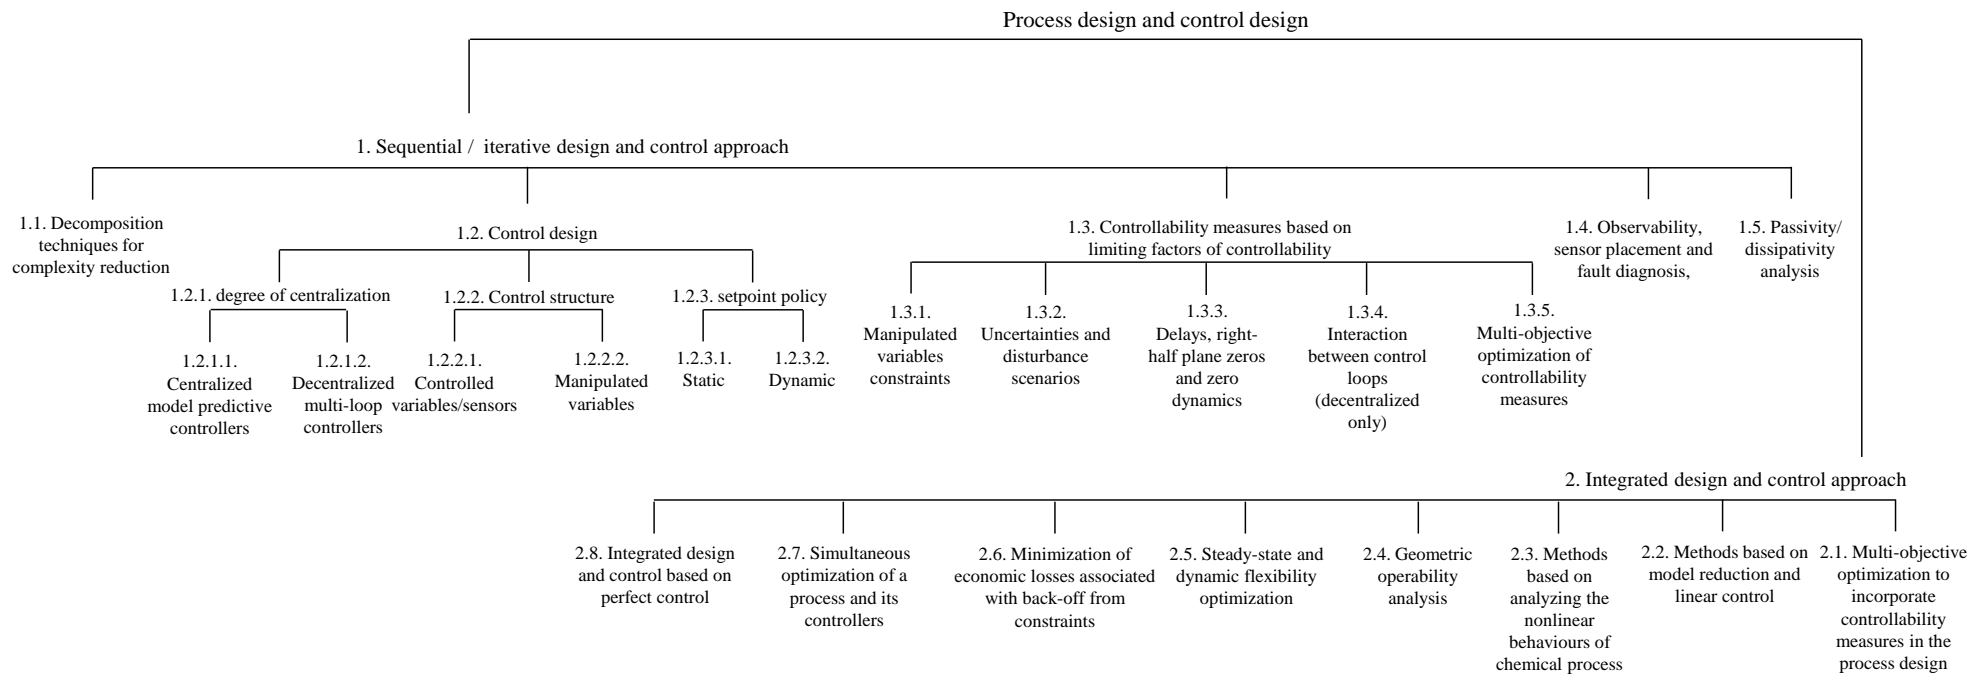 Process design and control design
1. Sequential / iterative design and control approach
1.1. Decomposition
techniques for
complexity reduction
1.2. Control design
1.2.1. degree of centralization
1.2.1.1.
Centralized
model predictive
controllers
1.2.1.2.
Decentralized
multi-loop
controllers
1.2.2. Control structure
1.2.2.1.
Controlled
variables/sensors
1.2.2.2.
Manipulated
variables
1.2.3. setpoint policy
1.2.3.1.
Static
1.2.3.2.
Dynamic
1.3. Controllability measures based on
limiting factors of controllability
1.3.1.
Manipulated
variables
constraints
1.3.2.
Uncertainties and
disturbance
scenarios
1.3.3.
Delays, right-
half plane zeros
and zero
dynamics
1.3.4.
Interaction
between control
loops
(decentralized
only)
1.3.5.
Multi-objective
optimization of
controllability
measures
1.4. Observability,
sensor placement and
fault diagnosis,
1.5. Passivity/
dissipativity
analysis
2. Integrated design and control approach
2.8. Integrated design
and control based on
perfect control
2.7. Simultaneous
optimization of a
process and its
controllers
2.6. Minimization of
economic losses associated
with back-off from
constraints
2.5. Steady-state and
dynamic flexibility
optimization
2.4. Geometric
operability
analysis
2.3. Methods
based on
analyzing the
nonlinear
behaviours of
chemical process
2.2. Methods based on
model reduction and
linear control
2.1. Multi-objective
optimization to
incorporate
controllability
measures in the
process design